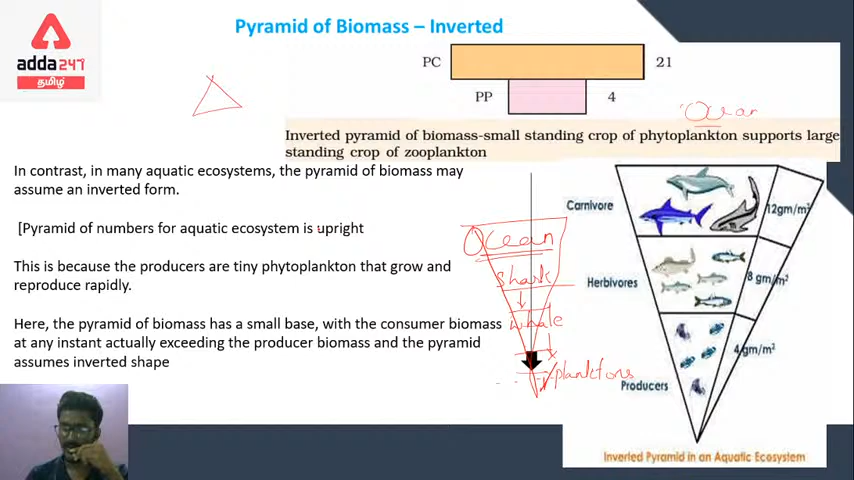 Pyramid of Biomass – Inverted
adda247
தமிழ்
PC 21
PP 4
Ocean
Inverted pyramid of biomass-small standing crop of phytoplankton supports large
standing crop of zooplankton
In contrast, in many aquatic ecosystems, the pyramid of biomass may
assume an inverted form.
[Pyramid of numbers for aquatic ecosystem is upright
This is because the producers are tiny phytoplankton that grow and
reproduce rapidly.
Here, the pyramid of biomass has a small base, with the consumer biomass
at any instant actually exceeding the producer biomass and the pyramid
assumes inverted shape
Ocean
shark
whale
planktons
Carnivore 12gm/m²
Herbivores 8 gm/m²
4 gm/m²
Producers
Inverted Pyramid in an Aquatic Ecosystem